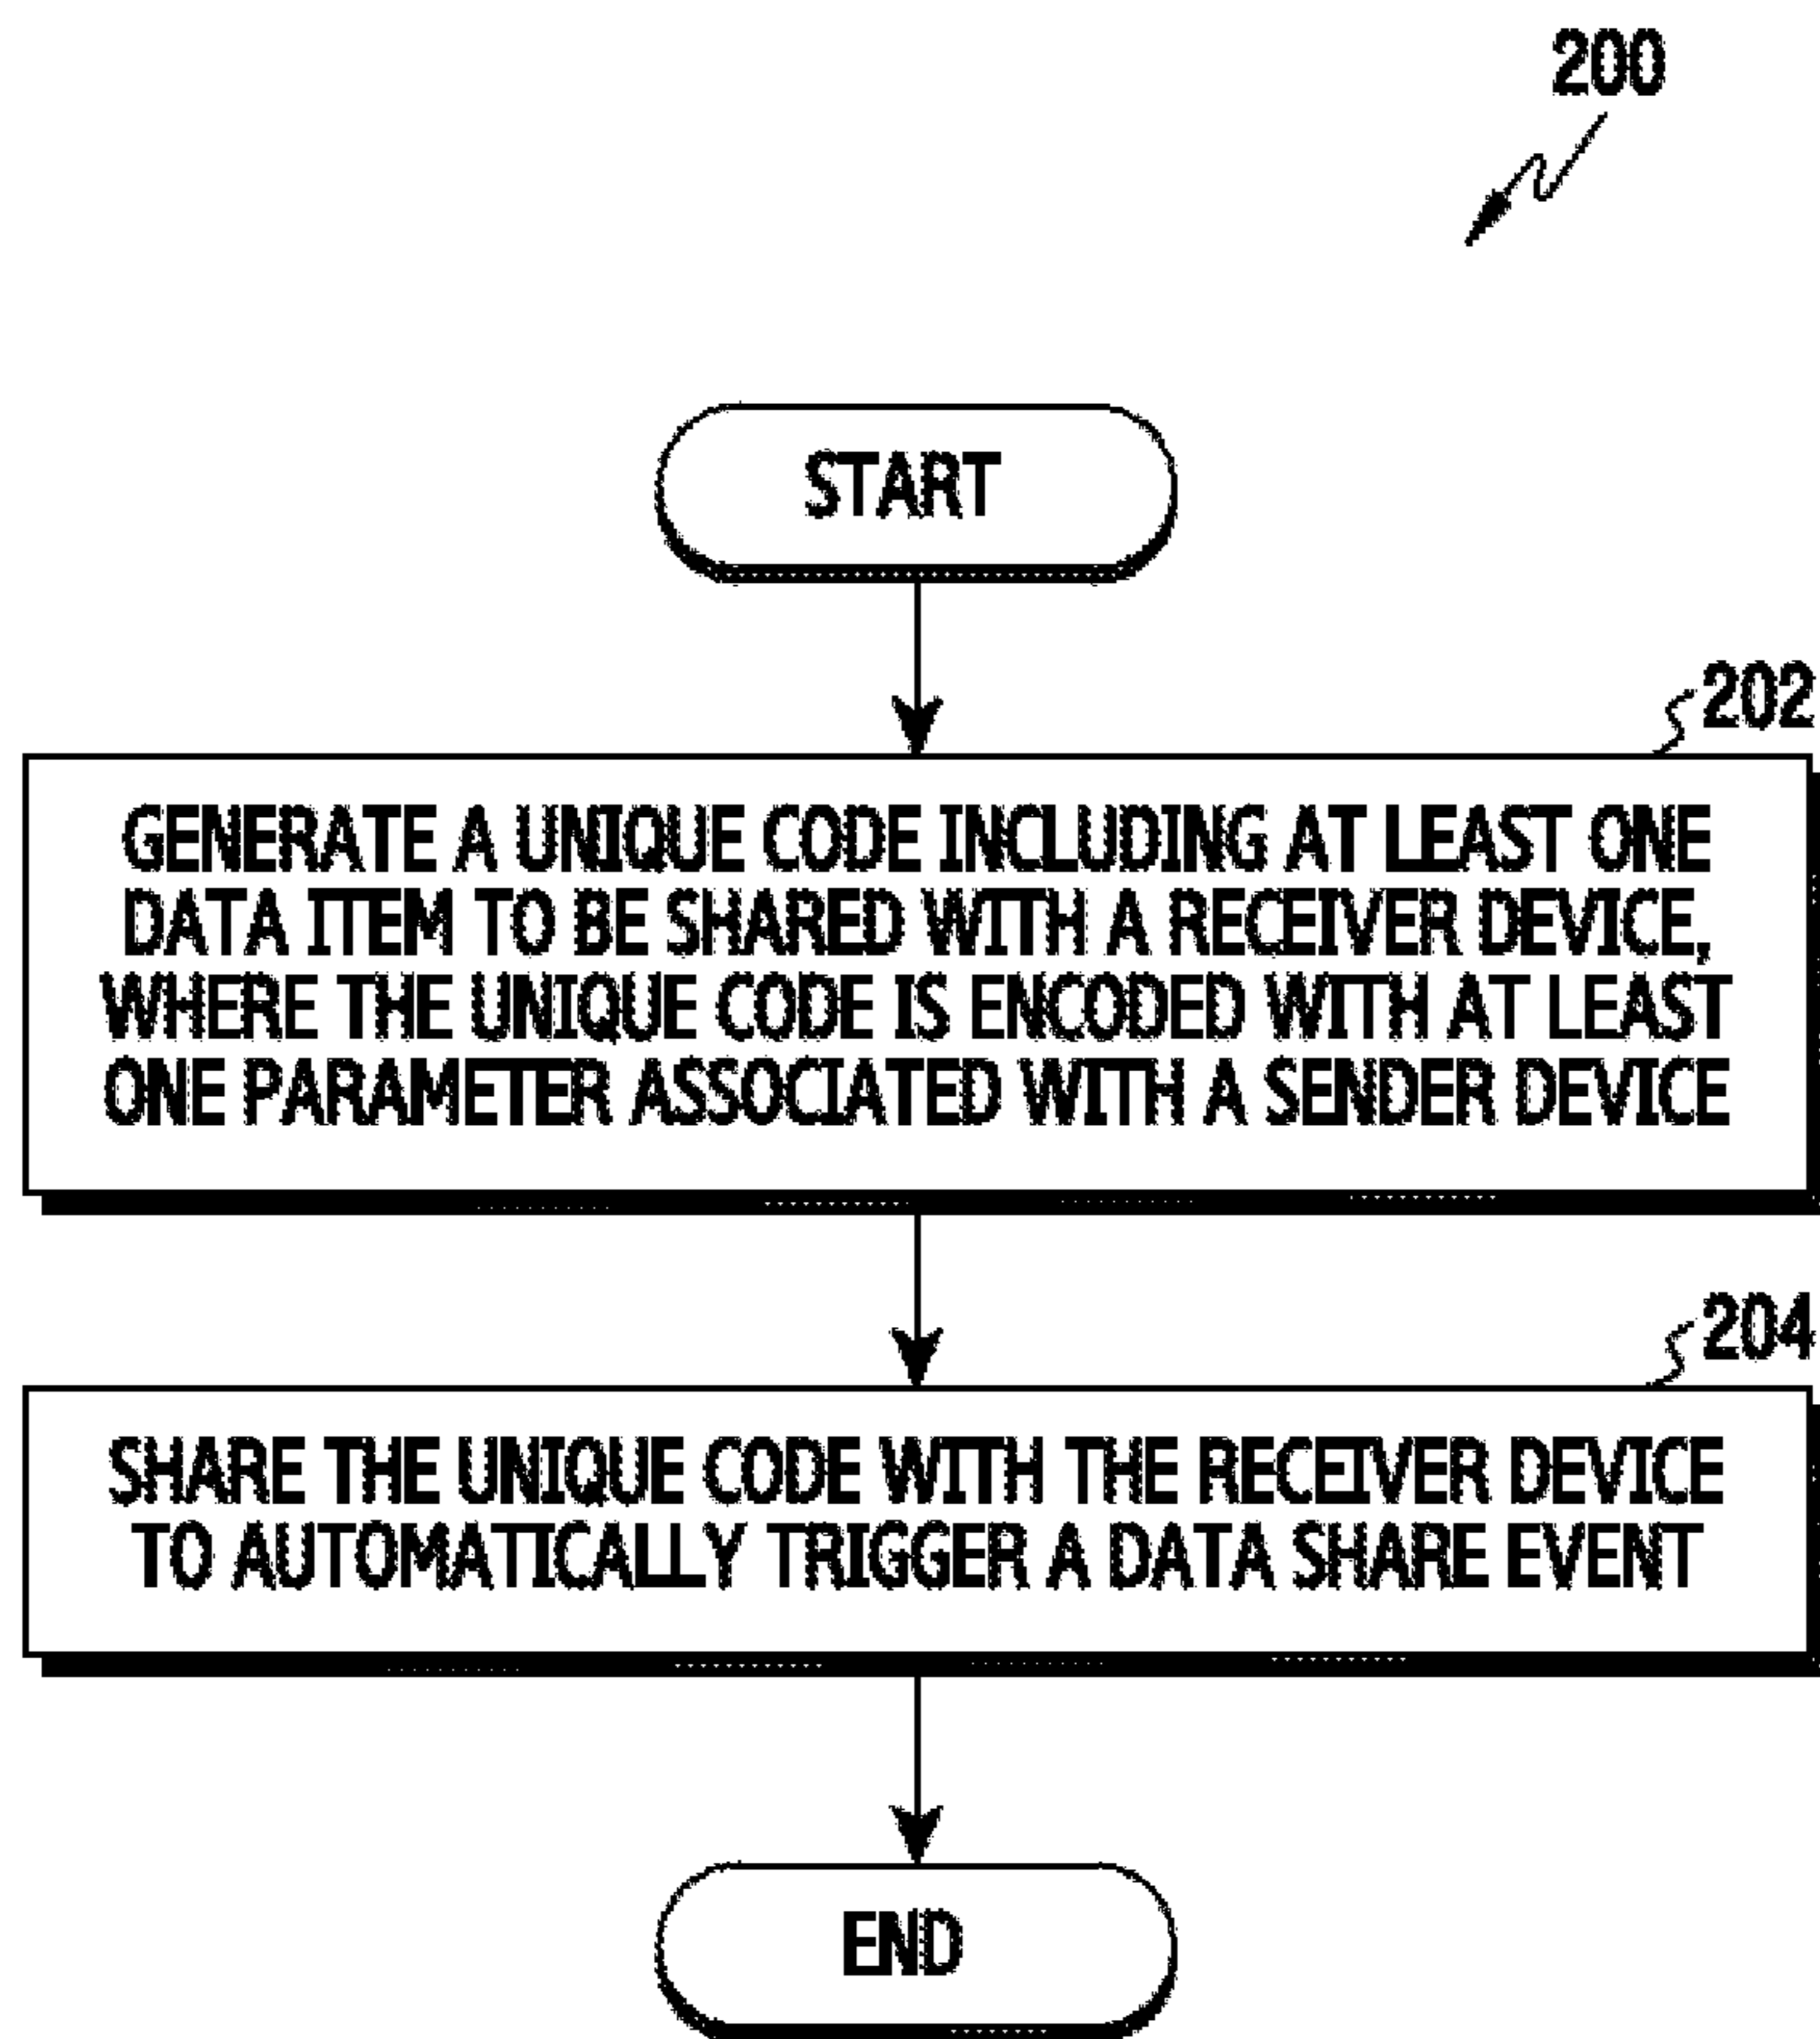 200
START
202
GENERATE A UNIQUE CODE INCLUDING AT LEAST ONE
DATA ITEM TO BE SHARED WITH A RECEIVER DEVICE,
WHERE THE UNIQUE CODE IS ENCODED WITH AT LEAST
ONE PARAMETER ASSOCIATED WITH A SENDER DEVICE
204
SHARE THE UNIQUE CODE WITH THE RECEIVER DEVICE
TO AUTOMATICALLY TRIGGER A DATA SHARE EVENT
END